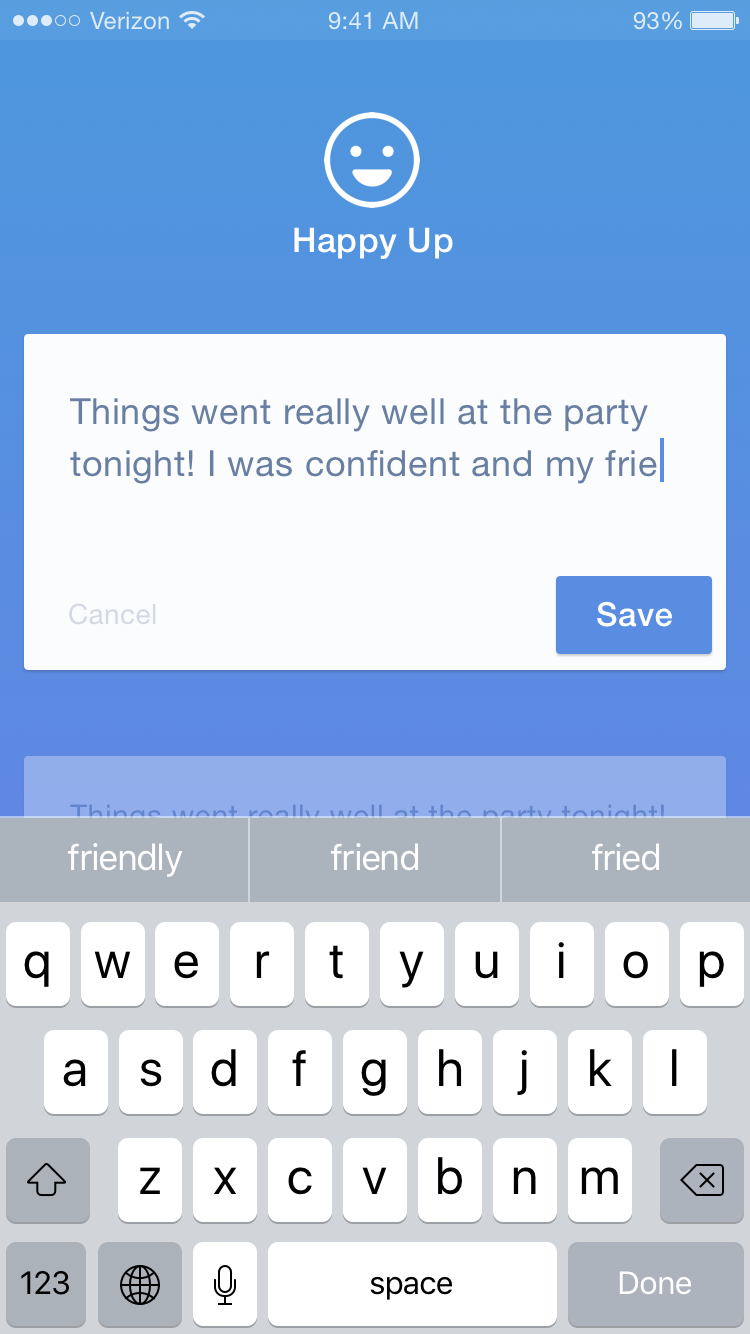 Verizon 9:41 AM 93%
Happy Up
Things went really well at the party
tonight! I was confident and my frie
Cancel Save
Things went really well at the party tonight!
friendly friend fried
q w e r t y u i o p
a s d f g h j k l
z x c v b n m
123 space Done